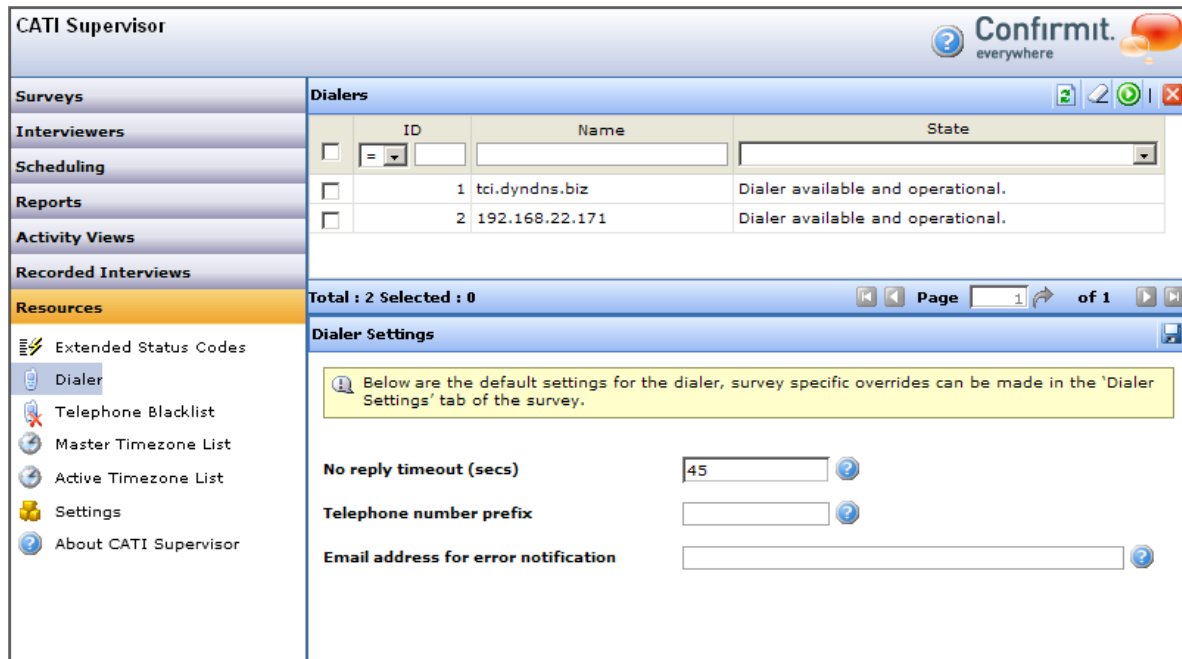 CATI Supervisor
Confirmit.
everywhere
Surveys
Interviewers
Scheduling
Reports
Activity Views
Recorded Interviews
Resources
Extended Status Codes
Dialer
Telephone Blacklist
Master Timezone List
Active Timezone List
Settings
About CATI Supervisor
Dialers
ID Name State
=
1 tci.dyndns.biz Dialer available and operational.
2 192.168.22.171 Dialer available and operational.
Total : 2 Selected : 0 Page 1 of 1
Dialer Settings
Below are the default settings for the dialer, survey specific overrides can be made in the 'Dialer
Settings' tab of the survey.
No reply timeout (secs) 45
Telephone number prefix
Email address for error notification